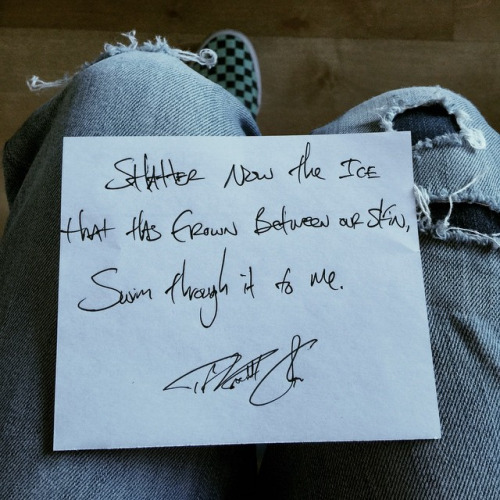 SHATTER NOW the ICE
that HAS GROWN BETWEEN our SKIN,
Swim through it to me.